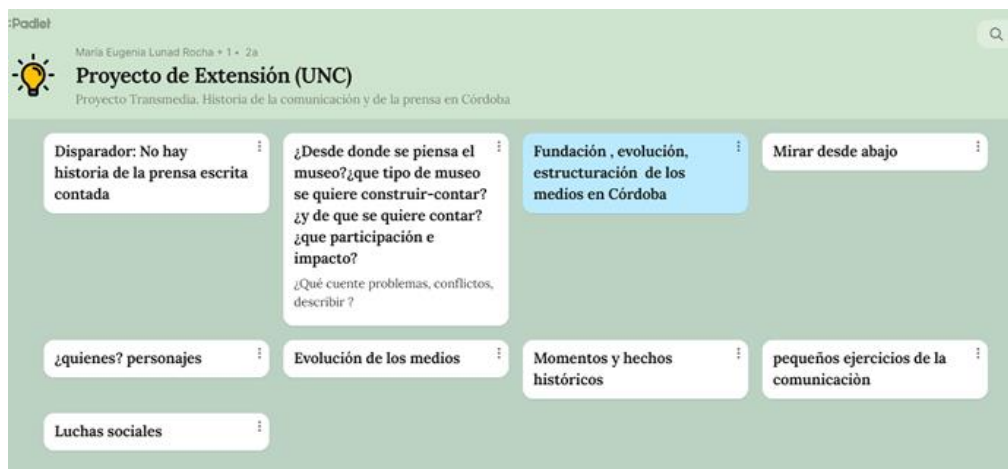 :Padlet
María Eugenia Lunad Rocha + 1 • 2a
Proyecto de Extensión (UNC)
Proyecto Transmedia. Historia de la comunicación y de la prensa en Córdoba
Disparador: No hay
historia de la prensa escrita
contada
¿Desde donde se piensa el
museo?¿que tipo de museo
se quiere construir-contar?
¿y de que se quiere contar?
¿que participación e
impacto?
¿Qué cuente problemas, conflictos,
describir ?
Fundación , evolución,
estructuración de los
medios en Córdoba
Mirar desde abajo
¿quienes? personajes
Evolución de los medios
Momentos y hechos
históricos
pequeños ejercicios de la
comunicaciòn
Luchas sociales